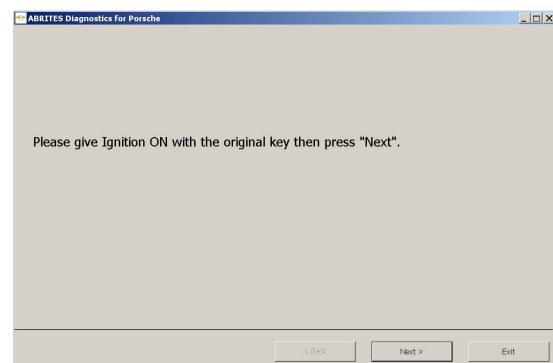 ABRITES Diagnostics for Porsche
Please give Ignition ON with the original key then press "Next".
< Back Next > Exit